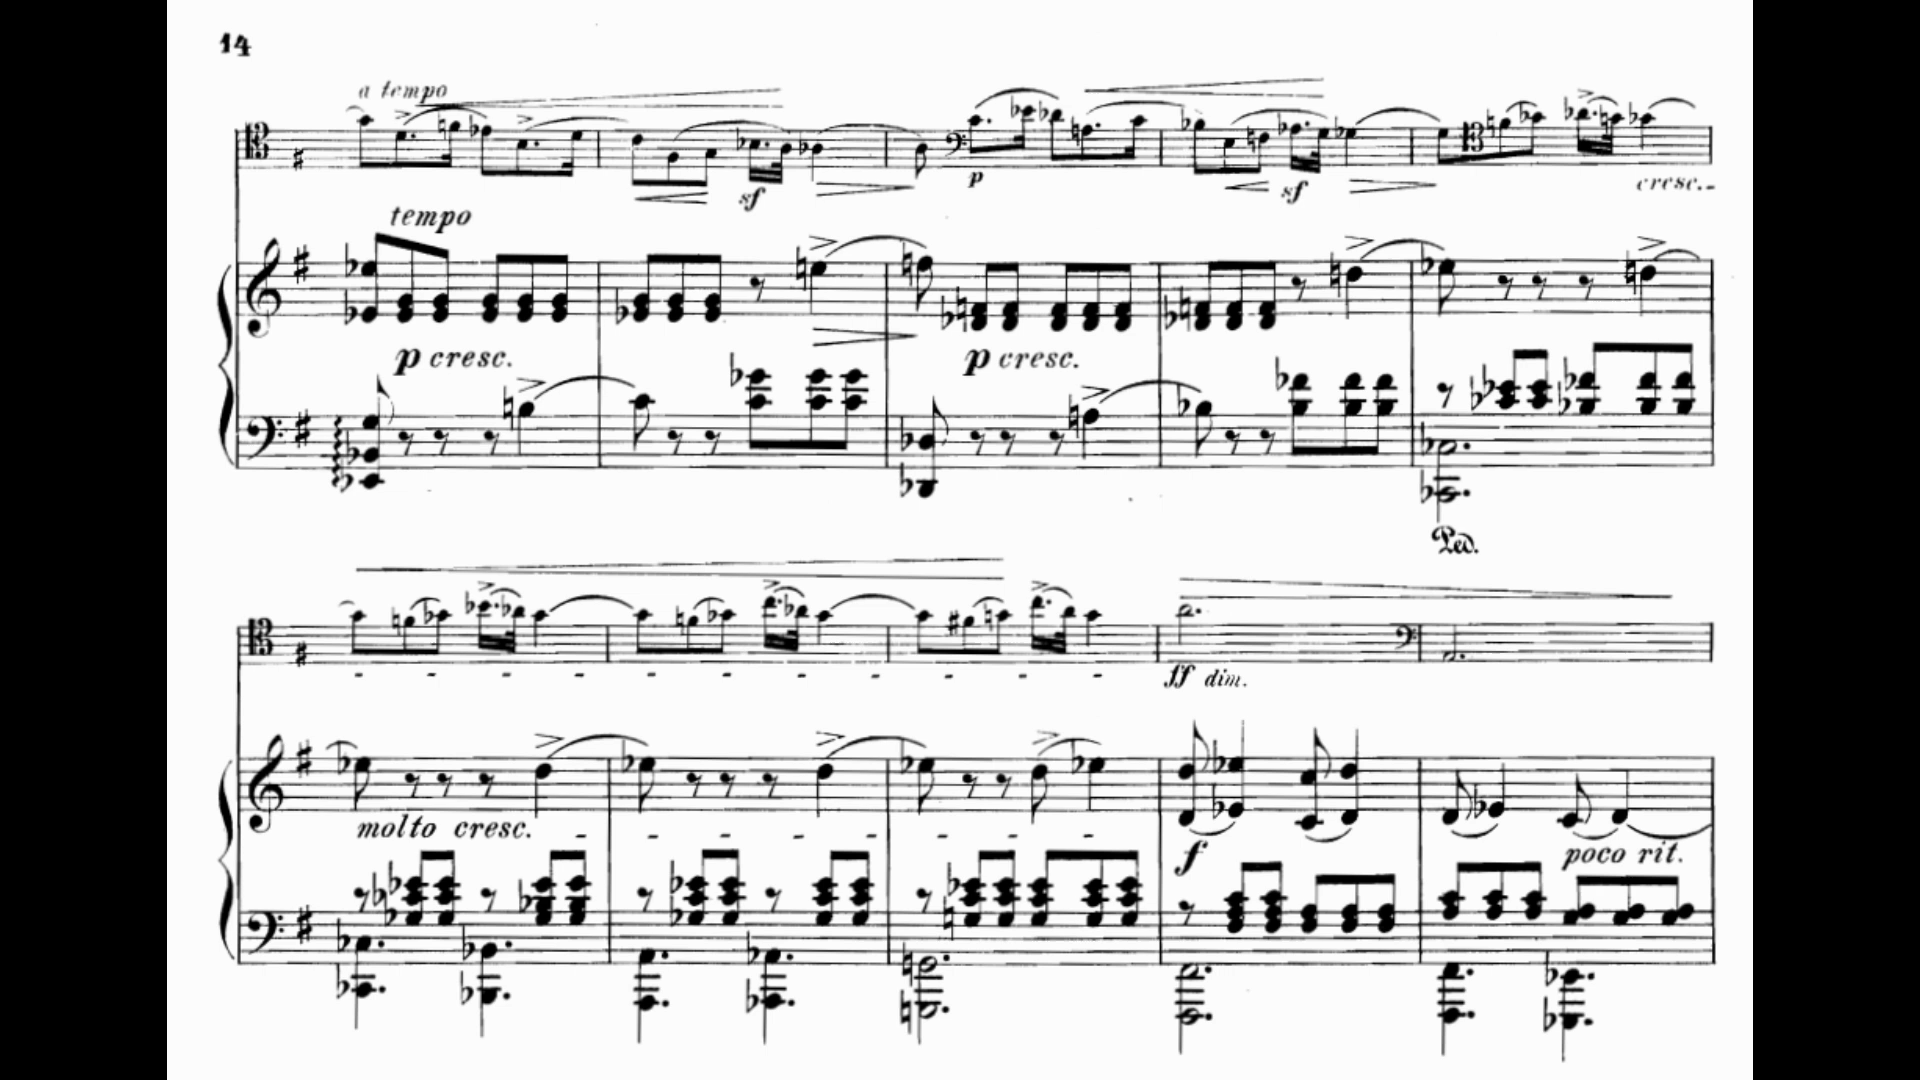 14
a tempo
sf
p
sf
cresc.
tempo
p cresc.
p cresc.
Ped.
ff dim.
molto cresc.
f
poco rit.